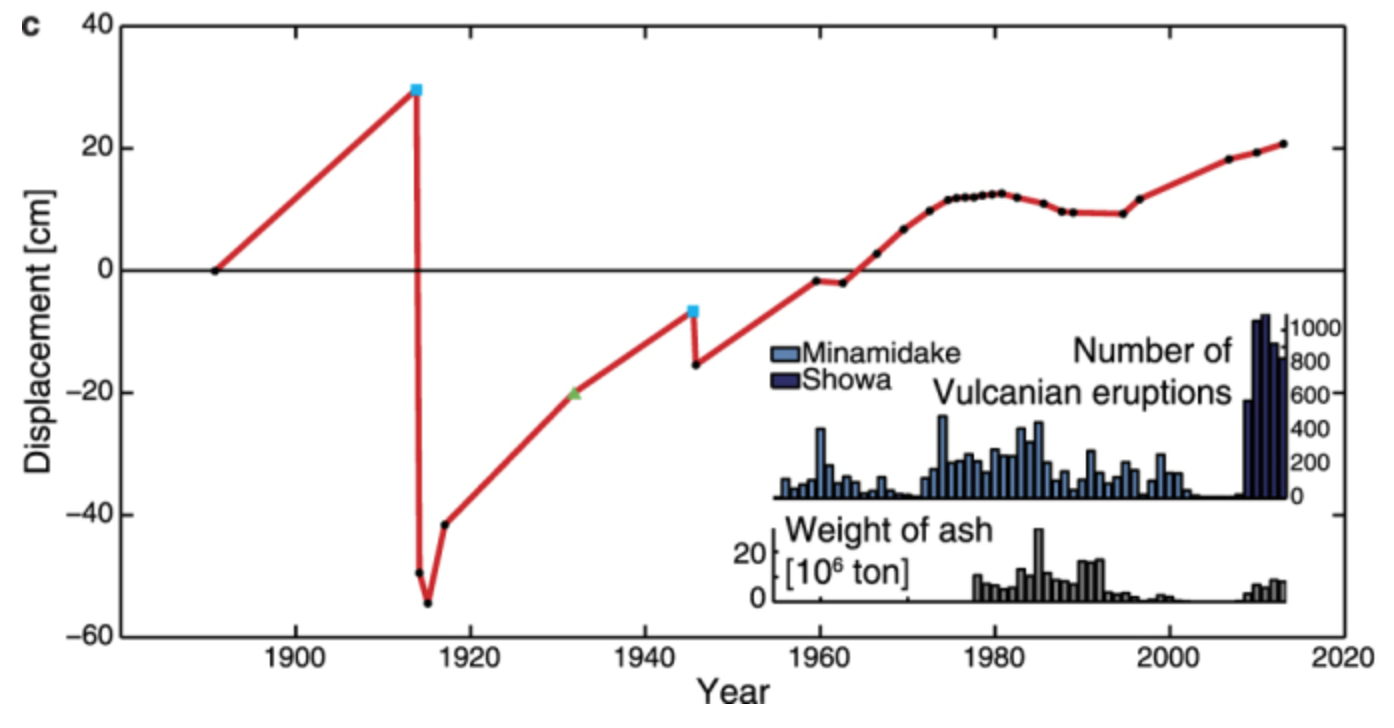 c
Displacement [cm]
40
20
0
−20
−40
−60
Minamidake
Showa
Number of
Vulcanian eruptions
1000
800
600
400
200
0
Weight of ash
[10⁶ ton]
20
0
1900 1920 1940 1960 1980 2000 2020
Year